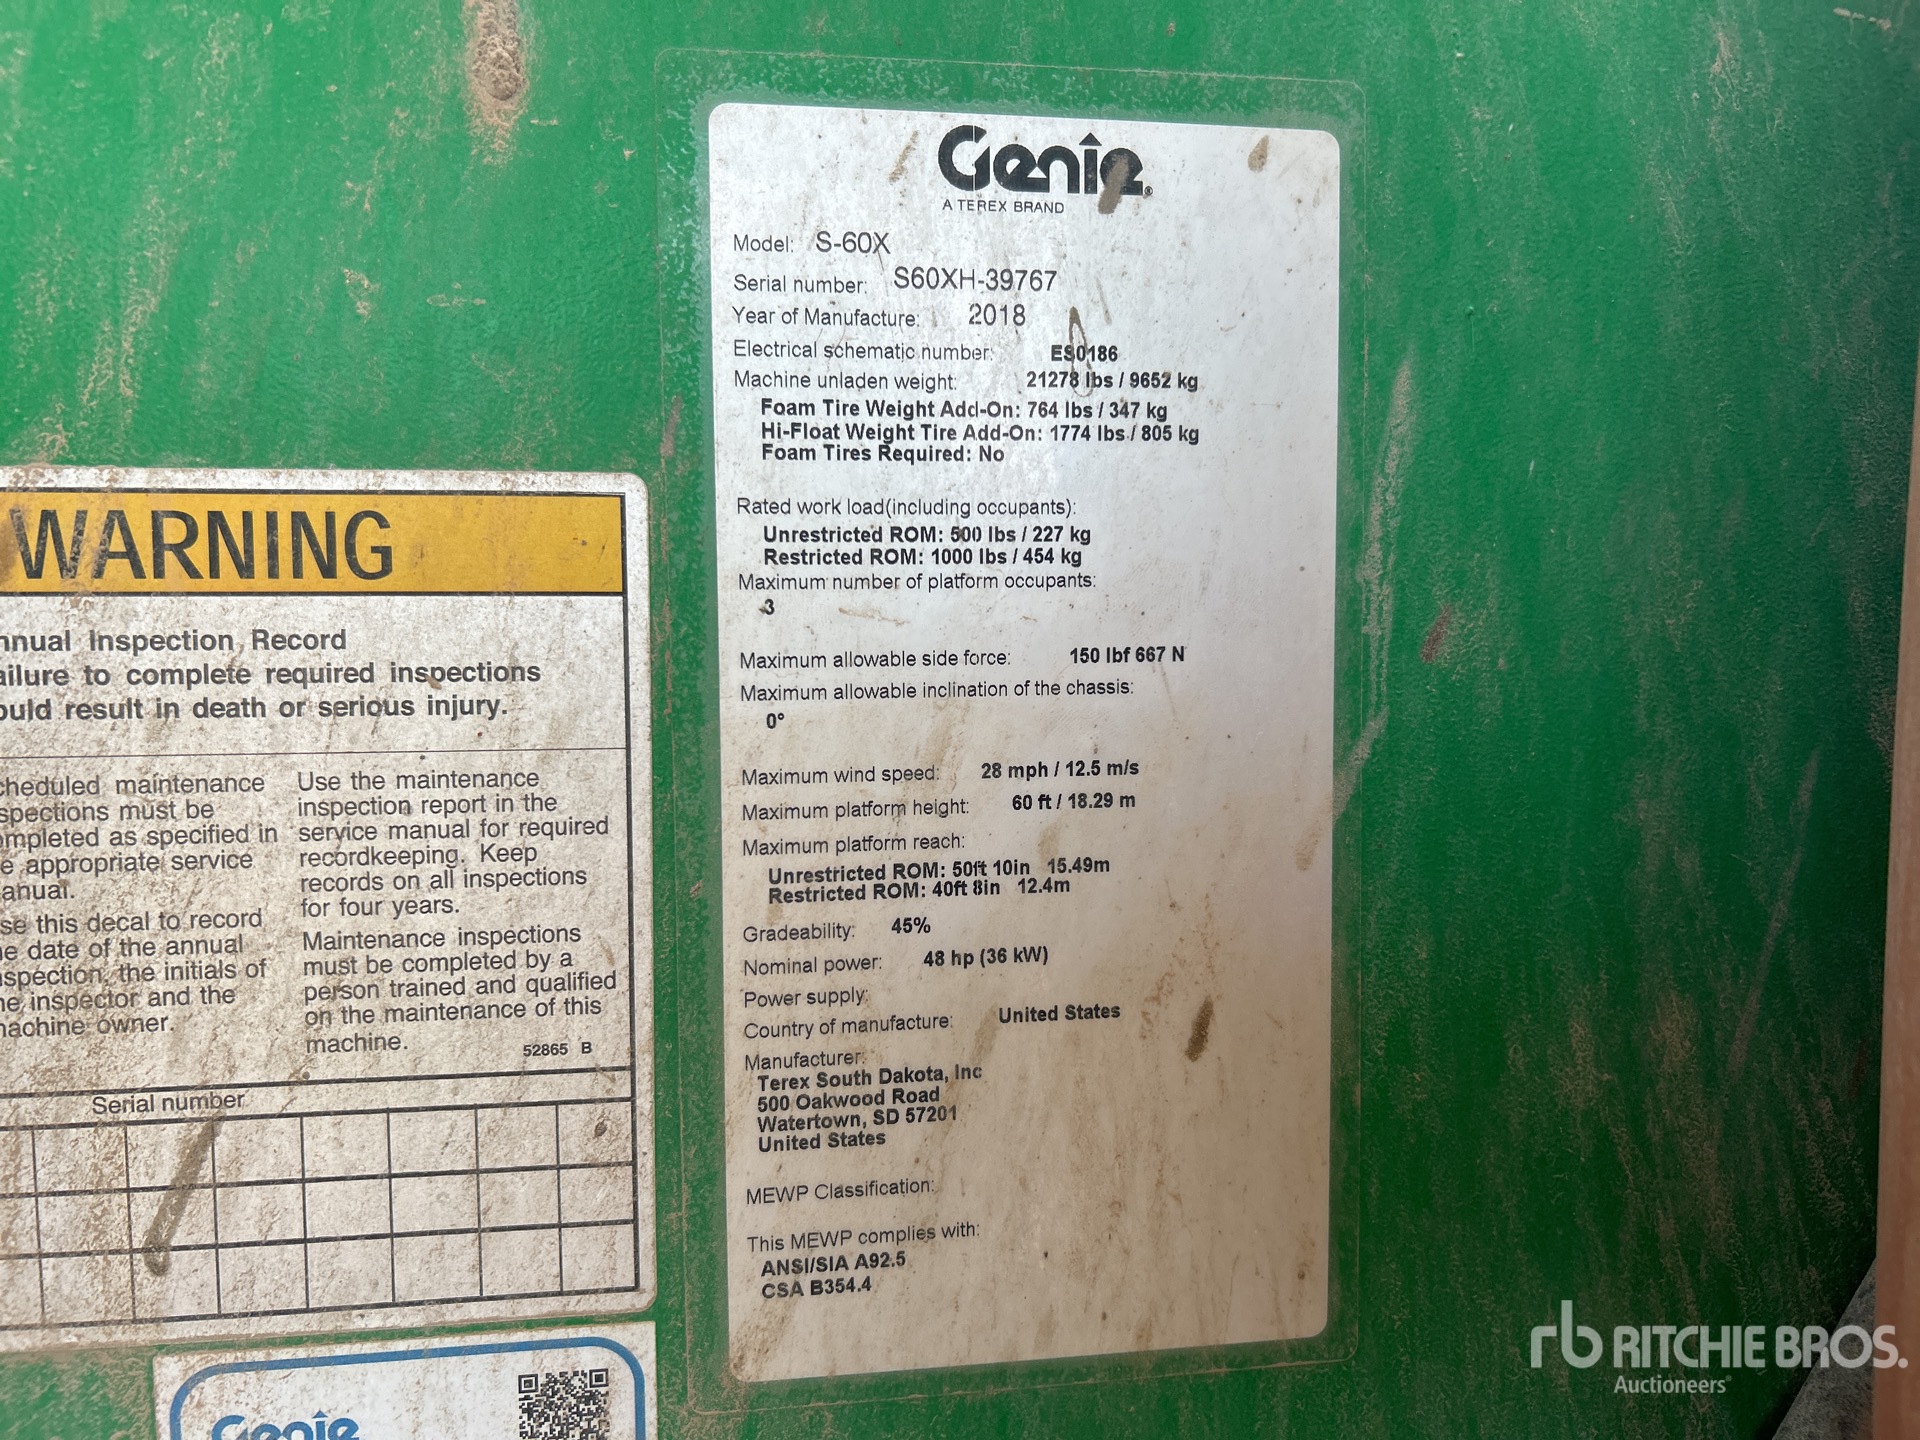 Genie
A TEREX BRAND
Model: S-60X
Serial number: S60XH-39767
Year of Manufacture: 2018
Electrical schematic number: ES0186
Machine unladen weight: 21278 lbs / 9652 kg
Foam Tire Weight Add-On: 764 lbs / 347 kg
Hi-Float Weight Tire Add-On: 1774 lbs / 805 kg
Foam Tires Required: No
Rated work load(including occupants):
Unrestricted ROM: 500 lbs / 227 kg
Restricted ROM: 1000 lbs / 454 kg
Maximum number of platform occupants:
3
Maximum allowable side force: 150 lbf 667 N
Maximum allowable inclination of the chassis:
0°
Maximum wind speed: 28 mph / 12.5 m/s
Maximum platform height: 60 ft / 18.29 m
Maximum platform reach:
Unrestricted ROM: 50ft 10in 15.49m
Restricted ROM: 40ft 8in 12.4m
Gradeability: 45%
Nominal power: 48 hp (36 kW)
Power supply:
Country of manufacture: United States
Manufacturer:
Terex South Dakota, Inc
500 Oakwood Road
Watertown, SD 57201
United States
MEWP Classification:
This MEWP complies with:
ANSI/SIA A92.5
CSA B354.4
WARNING
nnual Inspection Record
ailure to complete required inspections
ould result in death or serious injury.
cheduled maintenance
spections must be
ompleted as specified in
e appropriate service
anual.
se this decal to record
e date of the annual
spection, the initials of
e inspector and the
achine owner.
Use the maintenance
inspection report in the
service manual for required
recordkeeping. Keep
records on all inspections
for four years.
Maintenance inspections
must be completed by a
person trained and qualified
on the maintenance of this
machine.
52865 B
Serial number
Genie
rb RITCHIE BROS.
Auctioneers